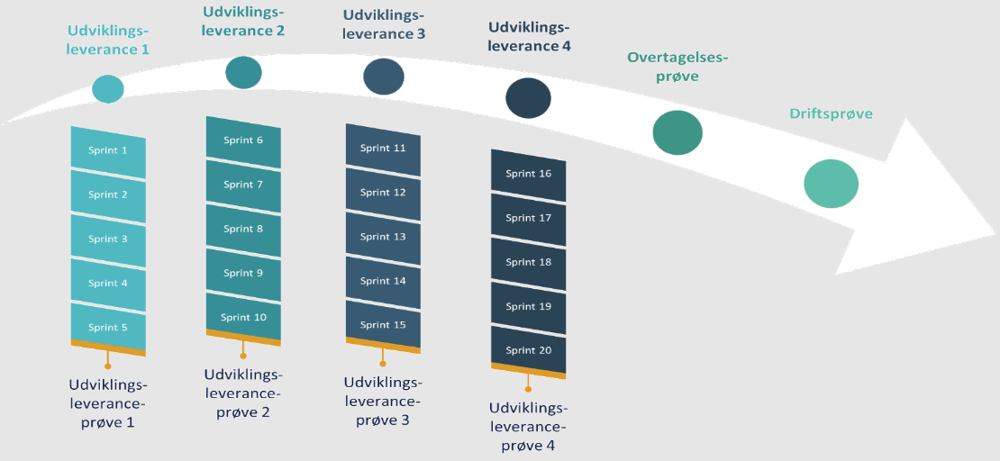 Udviklings-
leverance 1
Udviklings-
leverance 2
Udviklings-
leverance 3
Udviklings-
leverance 4
Overtagelses-
prøve
Driftsprøve
Sprint 1
Sprint 2
Sprint 3
Sprint 4
Sprint 5
Udviklings-
leverance-
prøve 1
Sprint 6
Sprint 7
Sprint 8
Sprint 9
Sprint 10
Udviklings-
leverance-
prøve 2
Sprint 11
Sprint 12
Sprint 13
Sprint 14
Sprint 15
Udviklings-
leverance-
prøve 3
Sprint 16
Sprint 17
Sprint 18
Sprint 19
Sprint 20
Udviklings-
leverance-
prøve 4